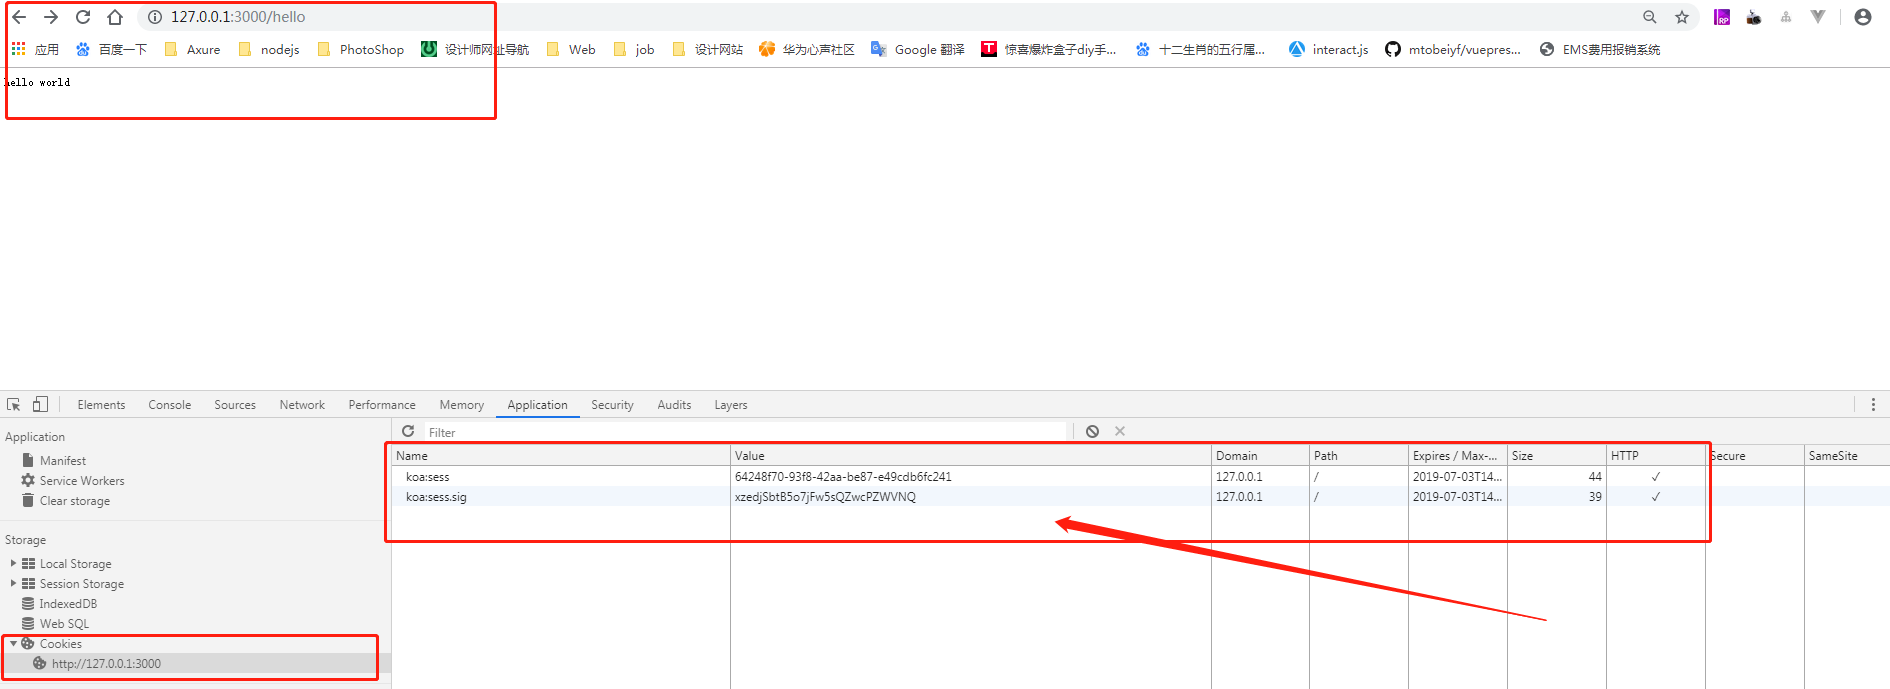 127.0.0.1:3000/hello
应用 百度一下 Axure nodejs PhotoShop 设计师网址导航 Web job 设计网站 华为心声社区 Google 翻译 惊喜爆炸盒子diy手... 十二生肖的五行属... interact.js mtobeiyf/vuepres... EMS费用报销系统
hello world
Elements Console Sources Network Performance Memory Application Security Audits Layers
Application
Filter
Manifest
Service Workers
Clear storage
Storage
Local Storage
Session Storage
IndexedDB
Web SQL
Cookies
http://127.0.0.1:3000
Name Value Domain Path Expires / Max-... Size HTTP Secure SameSite
koa:sess 64248f70-93f8-42aa-be87-e49cdb6fc241 127.0.0.1 / 2019-07-03T14... 44 ✓
koa:sess.sig xzedjSbtB5o7jFw5sQZwcPZWVNQ 127.0.0.1 / 2019-07-03T14... 39 ✓